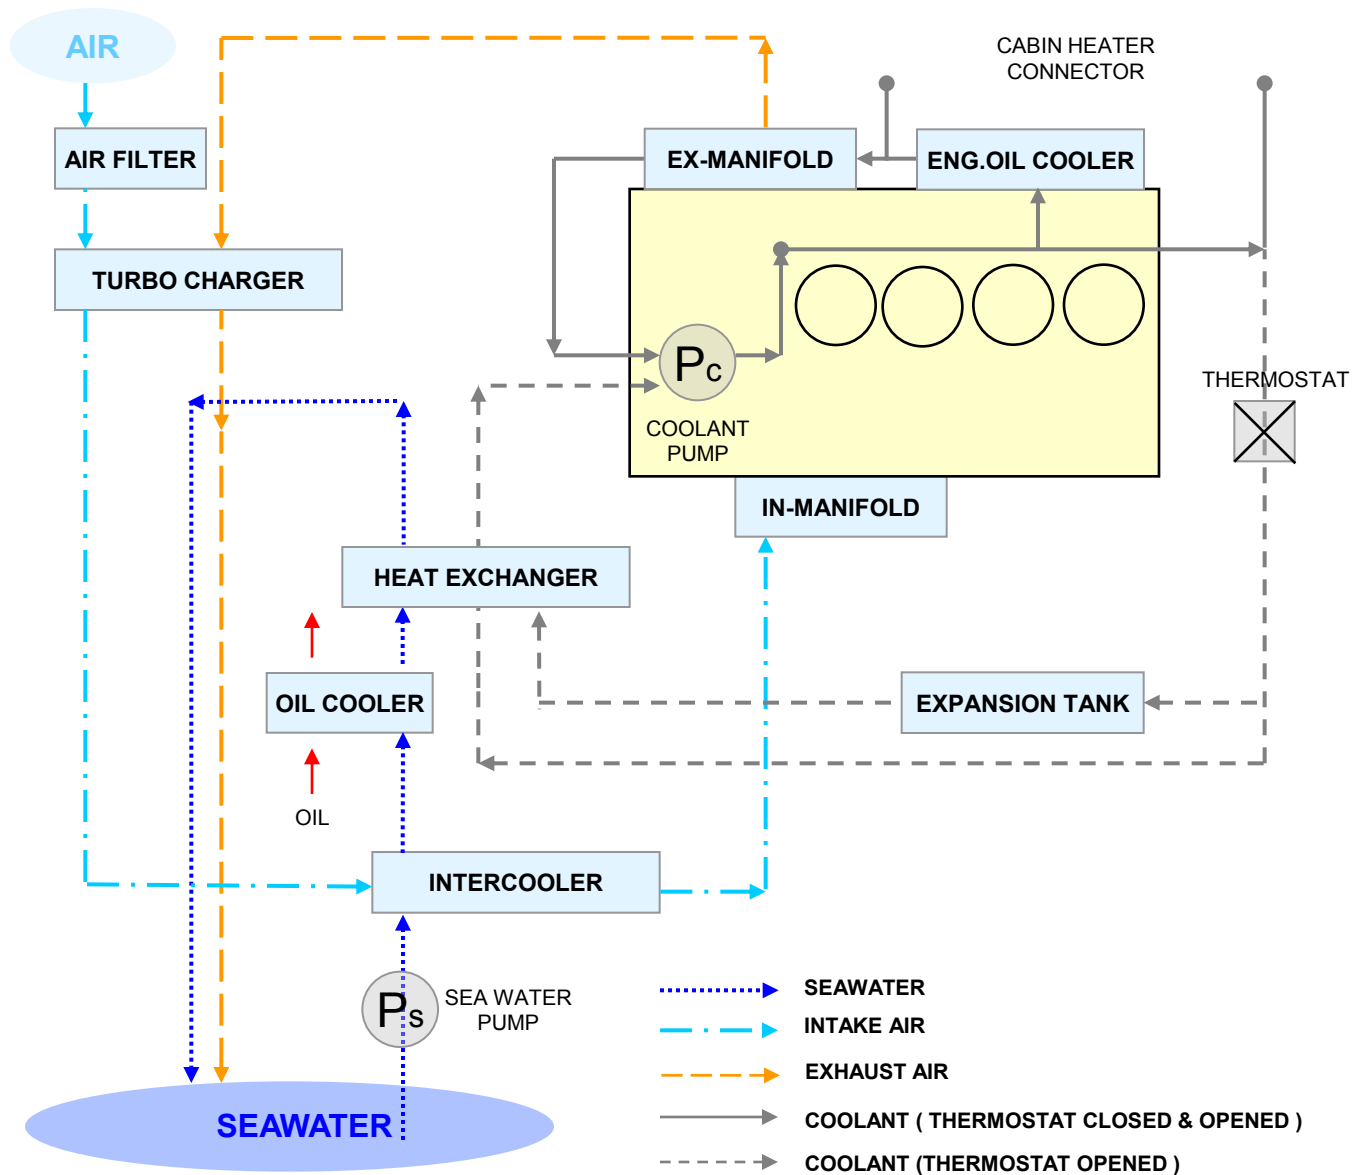 AIR
CABIN HEATER
CONNECTOR
AIR FILTER
EX-MANIFOLD
ENG.OIL COOLER
TURBO CHARGER
Pc
COOLANT
PUMP
THERMOSTAT
IN-MANIFOLD
HEAT EXCHANGER
OIL COOLER
EXPANSION TANK
OIL
INTERCOOLER
Ps
SEA WATER
PUMP
SEAWATER
INTAKE AIR
EXHAUST AIR
COOLANT ( THERMOSTAT CLOSED & OPENED )
COOLANT (THERMOSTAT OPENED )
SEAWATER